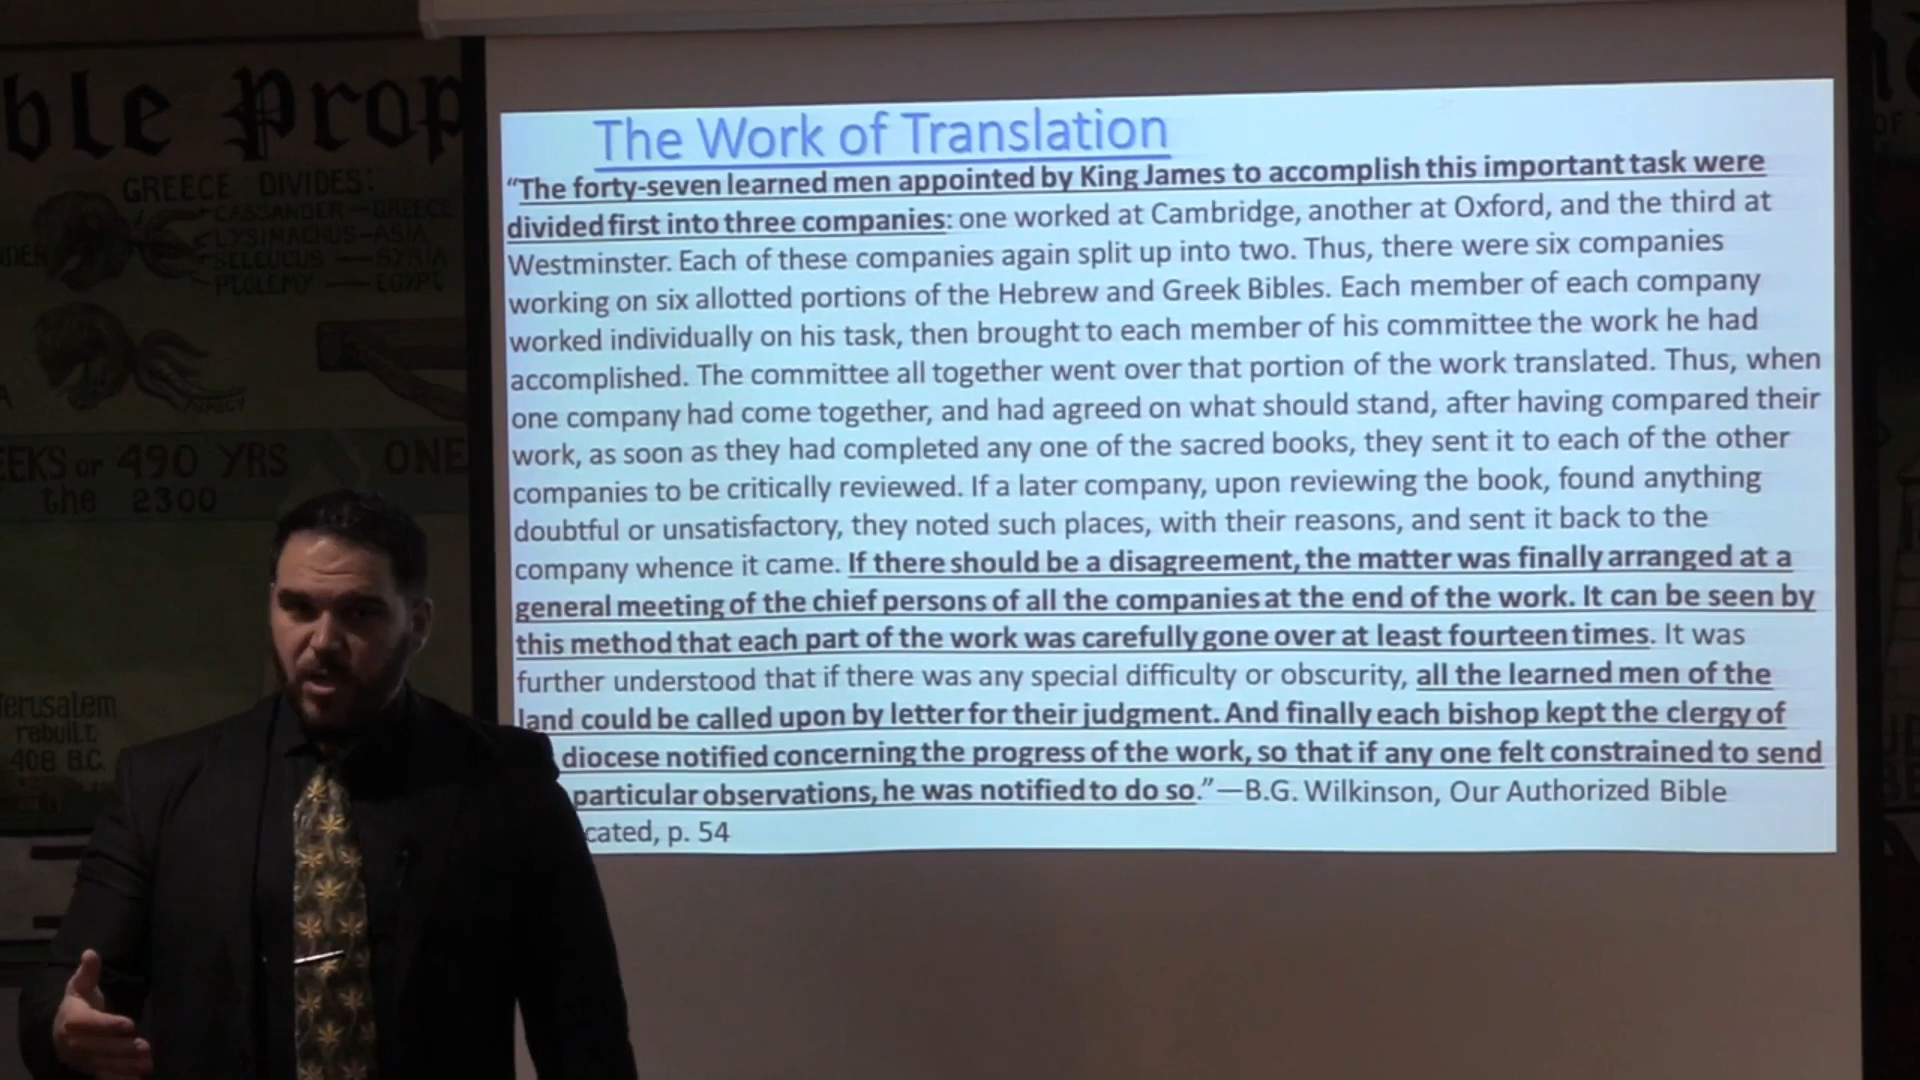 ble Prop
GREECE DIVIDES:
CASSANDER—GREECE
LYSIMACHUS-ASIA
SELEUCUS — SYRIA
PTOLEMY — EGYPT
EEKS or 490 YRS
ONE
the 2300
Jerusalem
rebuilt
408 B.C.
The Work of Translation
“The forty-seven learned men appointed by King James to accomplish this important task were
divided first into three companies: one worked at Cambridge, another at Oxford, and the third at
Westminster. Each of these companies again split up into two. Thus, there were six companies
working on six allotted portions of the Hebrew and Greek Bibles. Each member of each company
worked individually on his task, then brought to each member of his committee the work he had
accomplished. The committee all together went over that portion of the work translated. Thus, when
one company had come together, and had agreed on what should stand, after having compared their
work, as soon as they had completed any one of the sacred books, they sent it to each of the other
companies to be critically reviewed. If a later company, upon reviewing the book, found anything
doubtful or unsatisfactory, they noted such places, with their reasons, and sent it back to the
company whence it came. If there should be a disagreement, the matter was finally arranged at a
general meeting of the chief persons of all the companies at the end of the work. It can be seen by
this method that each part of the work was carefully gone over at least fourteen times. It was
further understood that if there was any special difficulty or obscurity, all the learned men of the
land could be called upon by letter for their judgment. And finally each bishop kept the clergy of
diocese notified concerning the progress of the work, so that if any one felt constrained to send
particular observations, he was notified to do so.”—B.G. Wilkinson, Our Authorized Bible
cated, p. 54